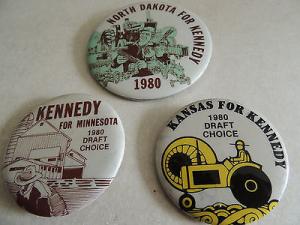 NORTH DAKOTA FOR KENNEDY
1980
KENNEDY
FOR MINNESOTA
1980
DRAFT
CHOICE
KANSAS FOR KENNEDY
1980
DRAFT
CHOICE